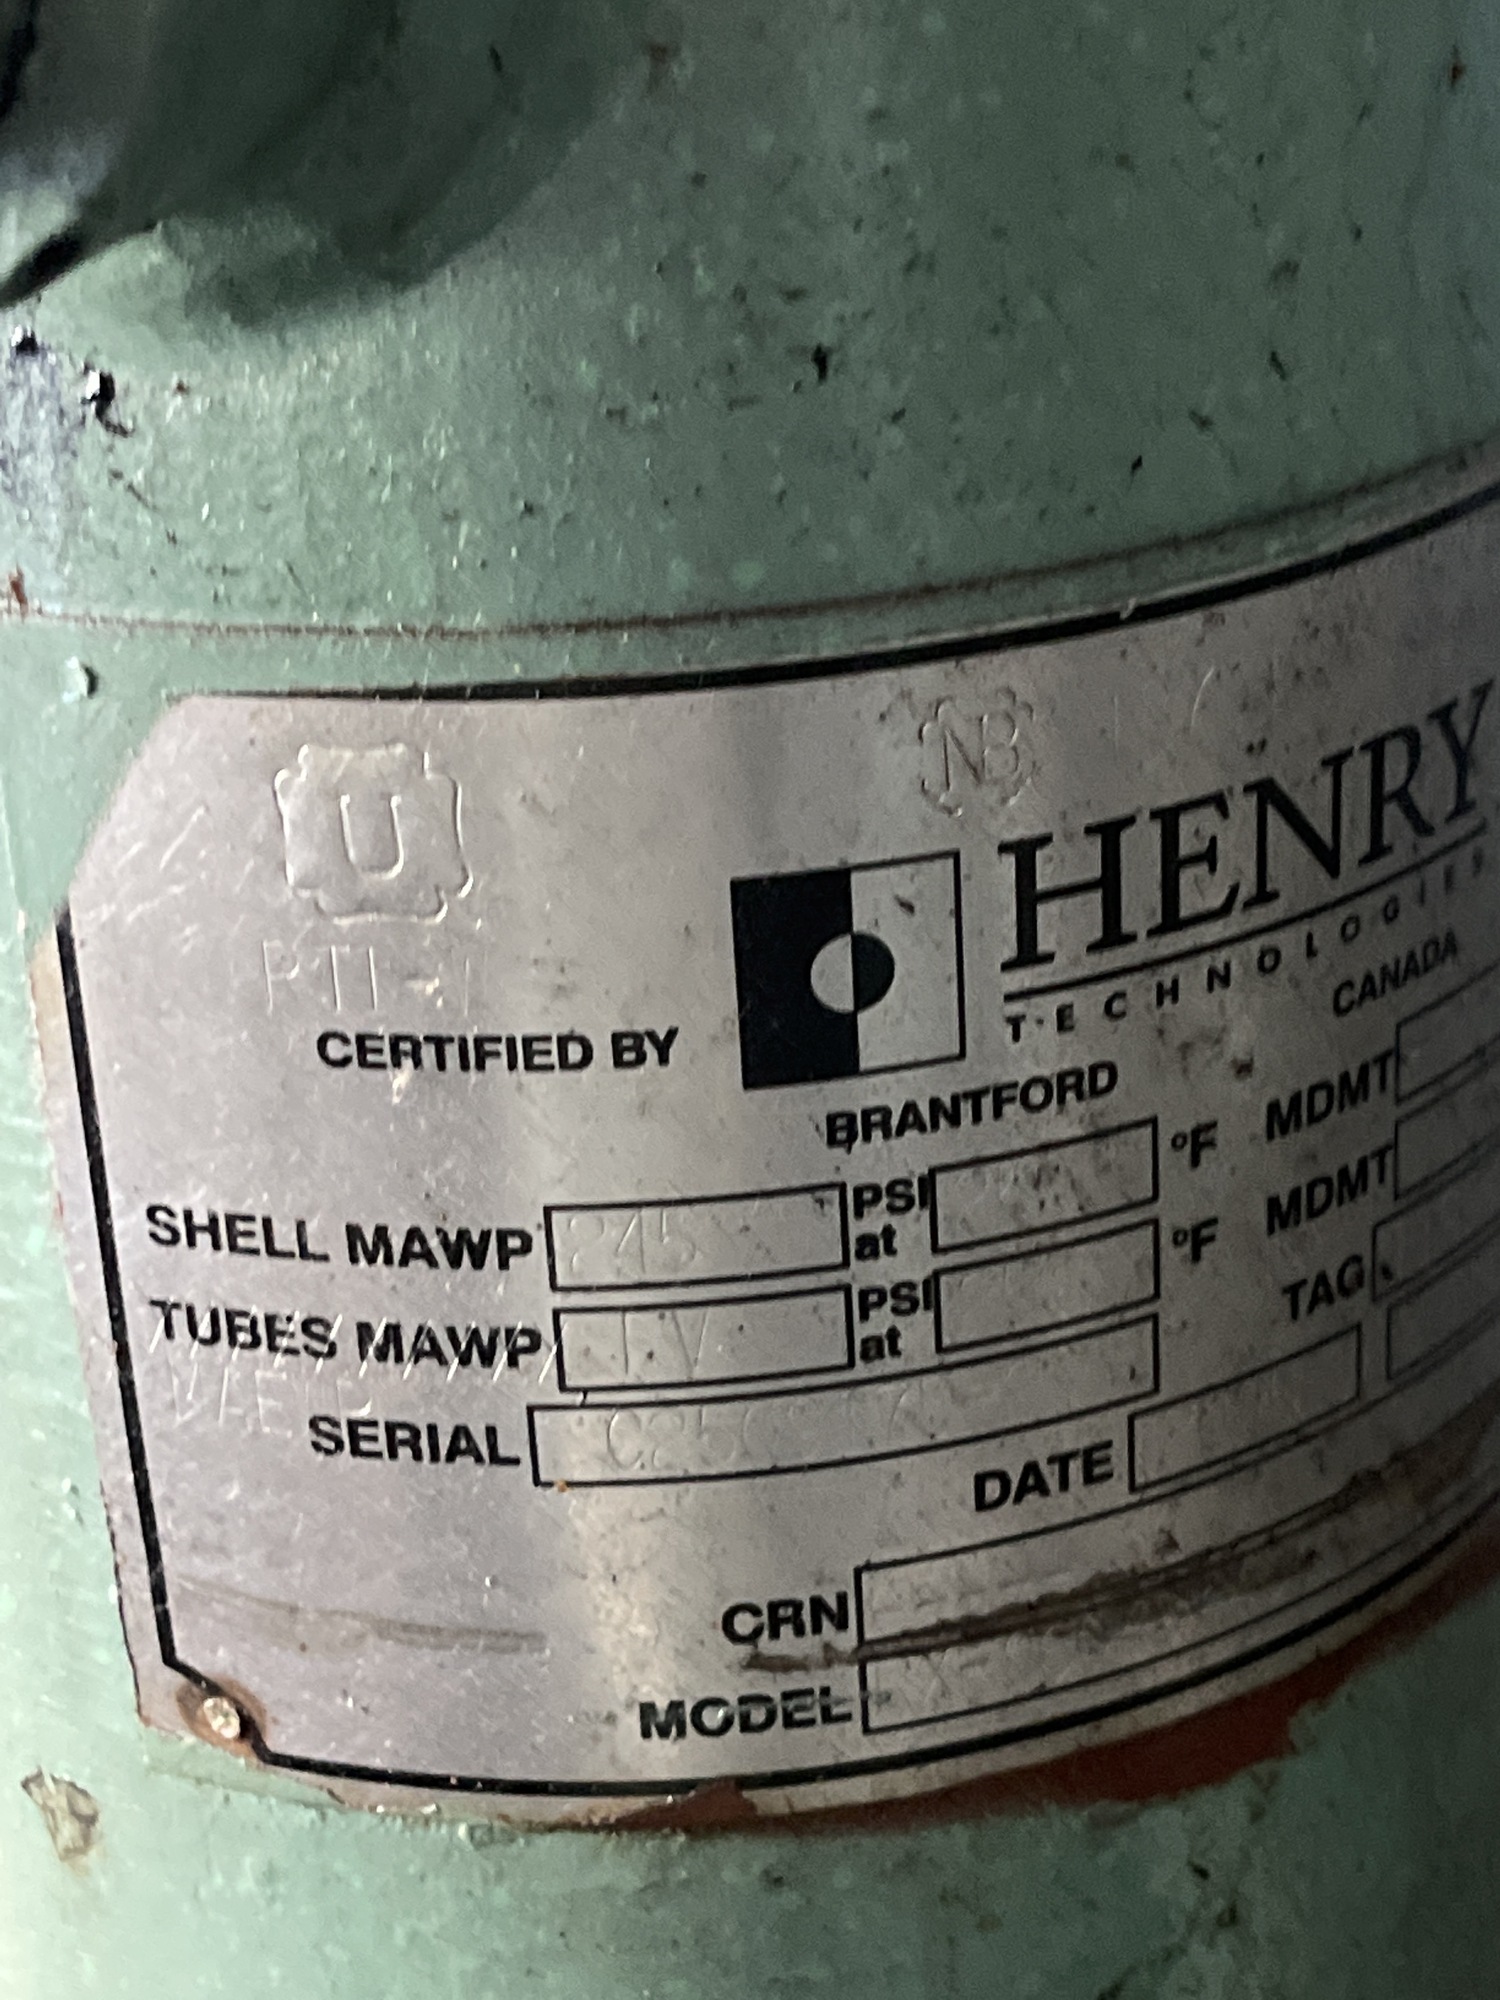 U
NB
HENRY
TECHNOLOGIES
CERTIFIED BY
BRANTFORD
CANADA
SHELL MAWP 245 PSI at °F MDMT
TUBES MAWP PSI at °F MDMT
SERIAL
TAG
DATE
CRN
MODEL